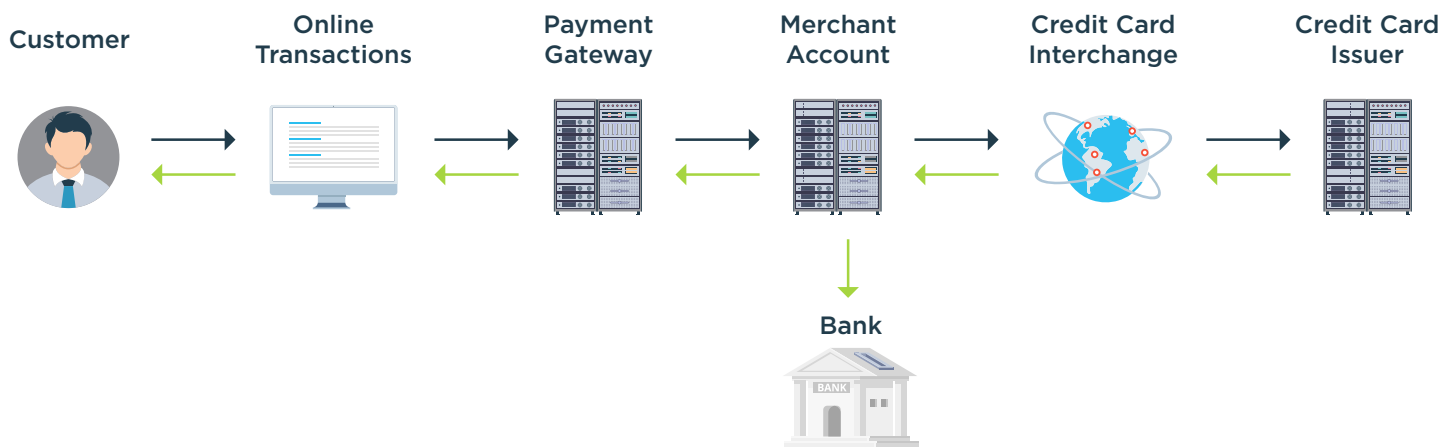 Customer
Online
Transactions
Payment
Gateway
Merchant
Account
Credit Card
Interchange
Credit Card
Issuer
Bank
BANK